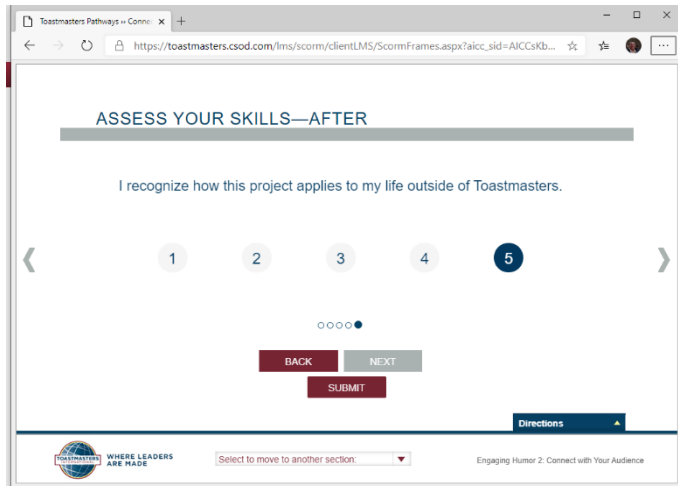 Toastmasters Pathways
https://toastmasters.csod.com/lms/scorm/clientLMS/ScormFrames.aspx?aicc_sid=AICCsKb...
ASSESS YOUR SKILLS—AFTER
I recognize how this project applies to my life outside of Toastmasters.
1 2 3 4 5
BACK NEXT
SUBMIT
Directions
TOASTMASTERS
WHERE LEADERS
ARE MADE
Select to move to another section:
Engaging Humor 2: Connect with Your Audience